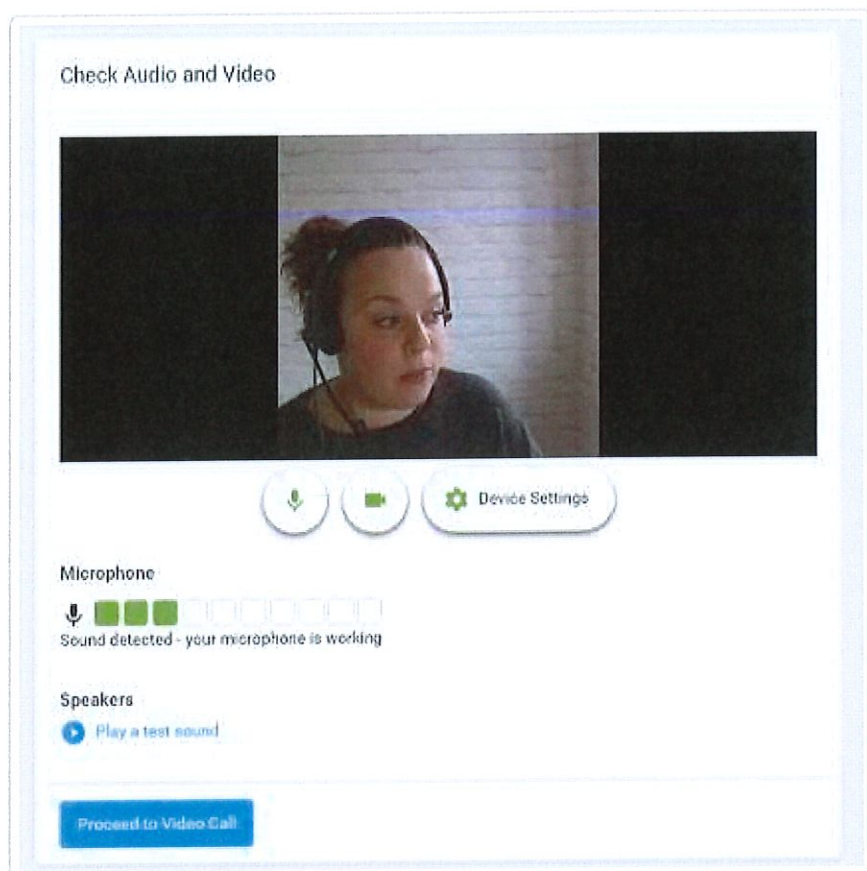 Check Audio and Video
Device Settings
Microphone
Sound detected - your microphone is working
Speakers
Play a test sound
Proceed to Video Call